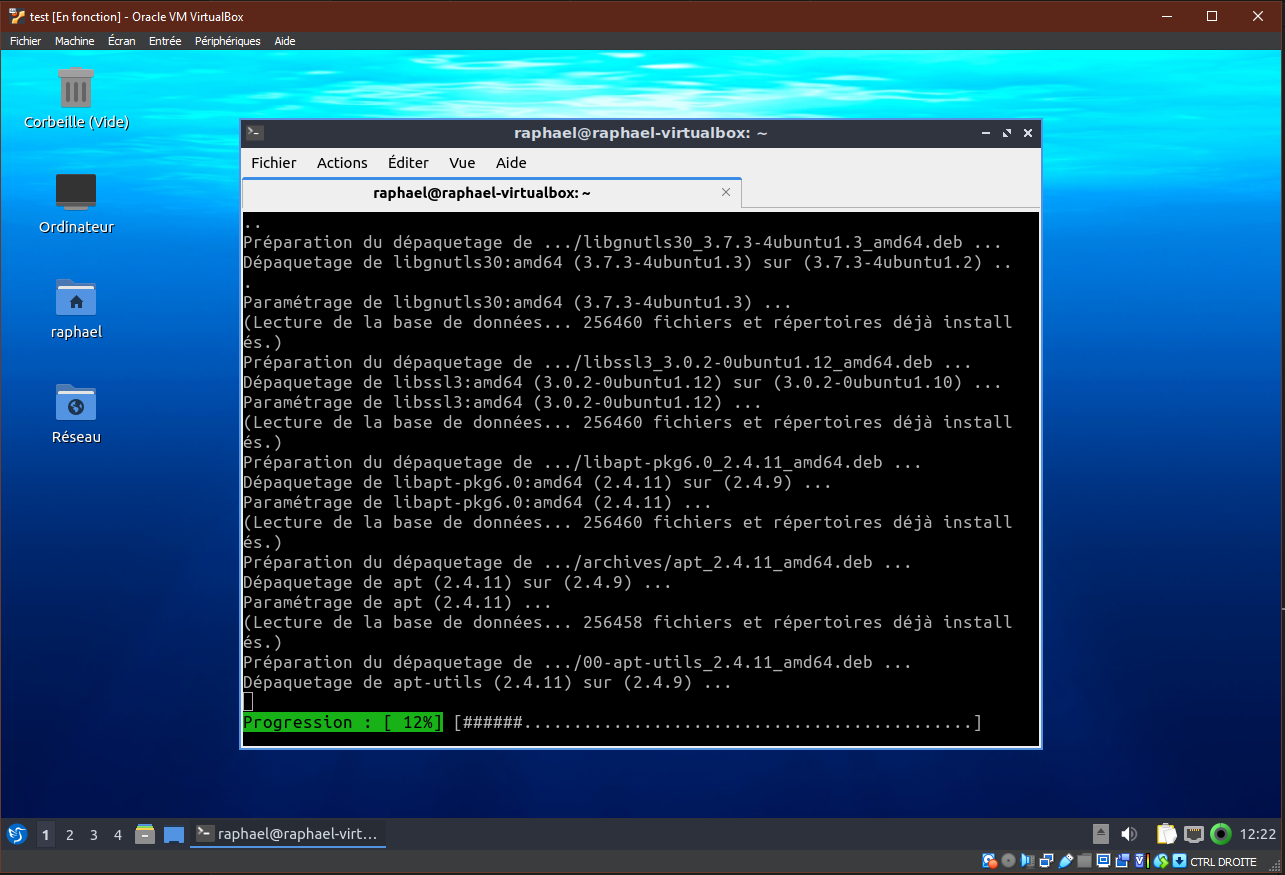 test [En fonction] - Oracle VM VirtualBox
Fichier Machine Écran Entrée Périphériques Aide
Corbeille (Vide)
Ordinateur
raphael
Réseau
raphael@raphael-virtualbox: ~
Fichier Actions Éditer Vue Aide
raphael@raphael-virtualbox: ~
..
Préparation du dépaquetage de .../libgnutls30_3.7.3-4ubuntu1.3_amd64.deb ...
Dépaquetage de libgnutls30:amd64 (3.7.3-4ubuntu1.3) sur (3.7.3-4ubuntu1.2) ..
.
Paramétrage de libgnutls30:amd64 (3.7.3-4ubuntu1.3) ...
(Lecture de la base de données... 256460 fichiers et répertoires déjà install
és.)
Préparation du dépaquetage de .../libssl3_3.0.2-0ubuntu1.12_amd64.deb ...
Dépaquetage de libssl3:amd64 (3.0.2-0ubuntu1.12) sur (3.0.2-0ubuntu1.10) ...
Paramétrage de libssl3:amd64 (3.0.2-0ubuntu1.12) ...
(Lecture de la base de données... 256460 fichiers et répertoires déjà install
és.)
Préparation du dépaquetage de .../libapt-pkg6.0_2.4.11_amd64.deb ...
Dépaquetage de libapt-pkg6.0:amd64 (2.4.11) sur (2.4.9) ...
Paramétrage de libapt-pkg6.0:amd64 (2.4.11) ...
(Lecture de la base de données... 256460 fichiers et répertoires déjà install
és.)
Préparation du dépaquetage de .../archives/apt_2.4.11_amd64.deb ...
Dépaquetage de apt (2.4.11) sur (2.4.9) ...
Paramétrage de apt (2.4.11) ...
(Lecture de la base de données... 256458 fichiers et répertoires déjà install
és.)
Préparation du dépaquetage de .../00-apt-utils_2.4.11_amd64.deb ...
Dépaquetage de apt-utils (2.4.11) sur (2.4.9) ...
Progression : [ 12%] [######.............................................]
1 2 3 4 raphael@raphael-virt... 12:22
CTRL DROITE